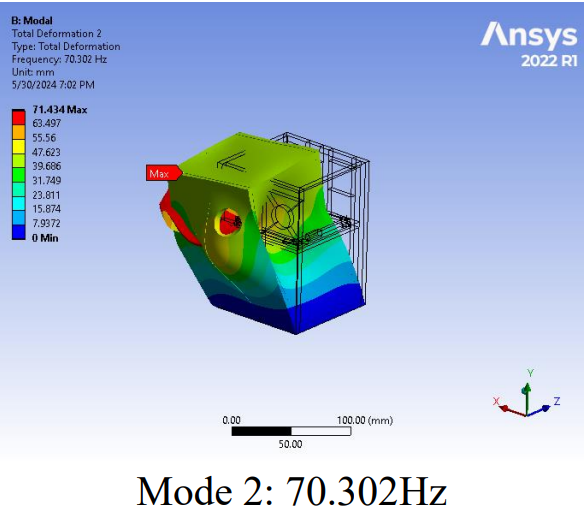 B: Modal
Total Deformation 2
Type: Total Deformation
Frequency: 70.302 Hz
Unit: mm
5/30/2024 7:02 PM
Ansys
2022 R1
71.434 Max
63.497
55.56
47.623
39.686
31.749
23.811
15.874
7.9372
0 Min
Max
Y
X
Z
0.00
100.00 (mm)
50.00
Mode 2: 70.302Hz